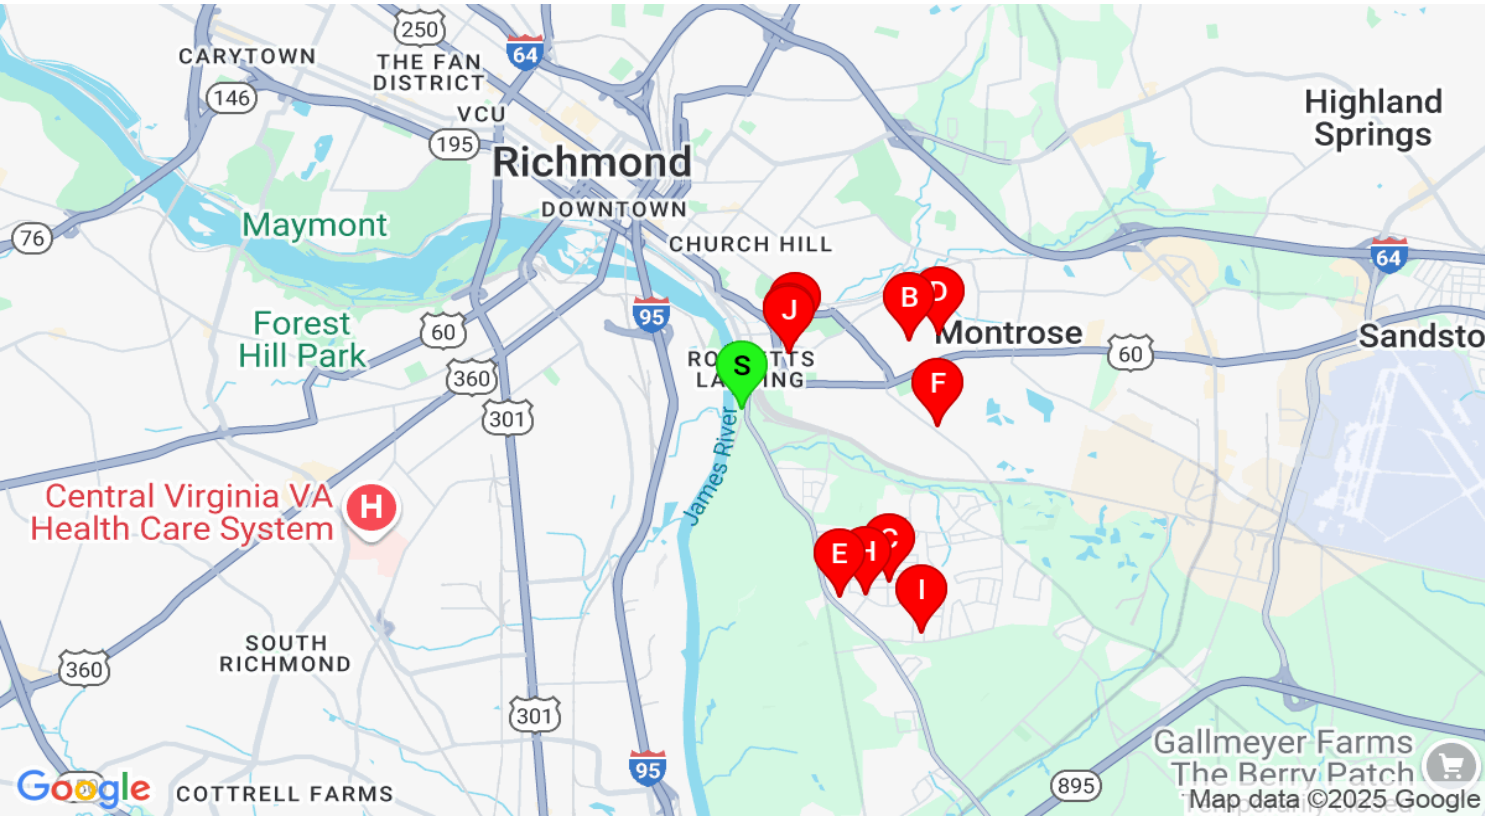 250
64
CARYTOWN
THE FAN
DISTRICT
146
VCU
195
Highland
Springs
Richmond
DOWNTOWN
Maymont
76
CHURCH HILL
64
Forest
Hill Park
60
95
J
B
D
Montrose
60
Sandsto
360
S
LANDING
F
301
James River
Central Virginia VA
Health Care System
H
E
H
C
I
SOUTH
RICHMOND
360
301
95
895
Gallmeyer Farms
The Berry Patch
Google
COTTRELL FARMS
Map data ©2025 Google